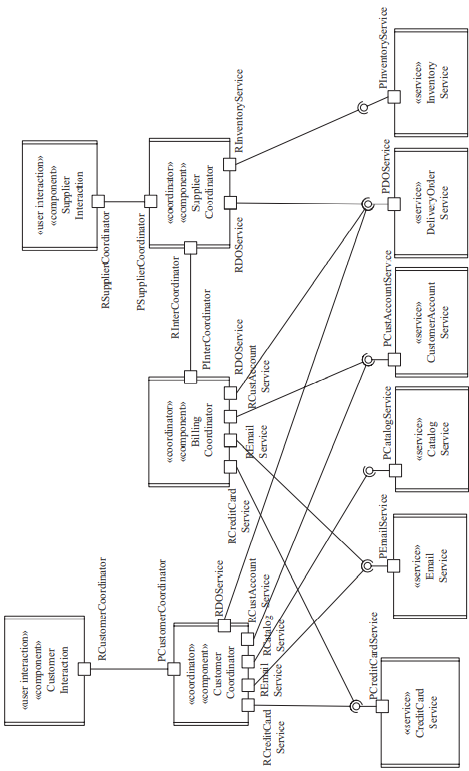 «user interaction»
«component»
Customer
Interaction
RCustomerCoordinator
PCustomerCoordinator
«coordinator»
«component»
Customer
Coordinator
RDOService
RCustAccount
Service
RCatalog
Service
REmail
Service
RCreditCard
Service
«coordinator»
«component»
Billing
Coordinator
PInterCoordinator
RInterCoordinator
RDOService
RCustAccount
Service
REmail
Service
RCreditCard
Service
«user interaction»
«component»
Supplier
Interaction
RSupplierCoordinator
PSupplierCoordinator
«coordinator»
«component»
Supplier
Coordinator
RDOService
RInventoryService
PCreditCardService
«service»
CreditCard
Service
PEmailService
«service»
Email
Service
PCatalogService
«service»
Catalog
Service
PCustAccountService
«service»
CustomerAccount
Service
PDOService
«service»
DeliveryOrder
Service
PInventoryService
«service»
Inventory
Service